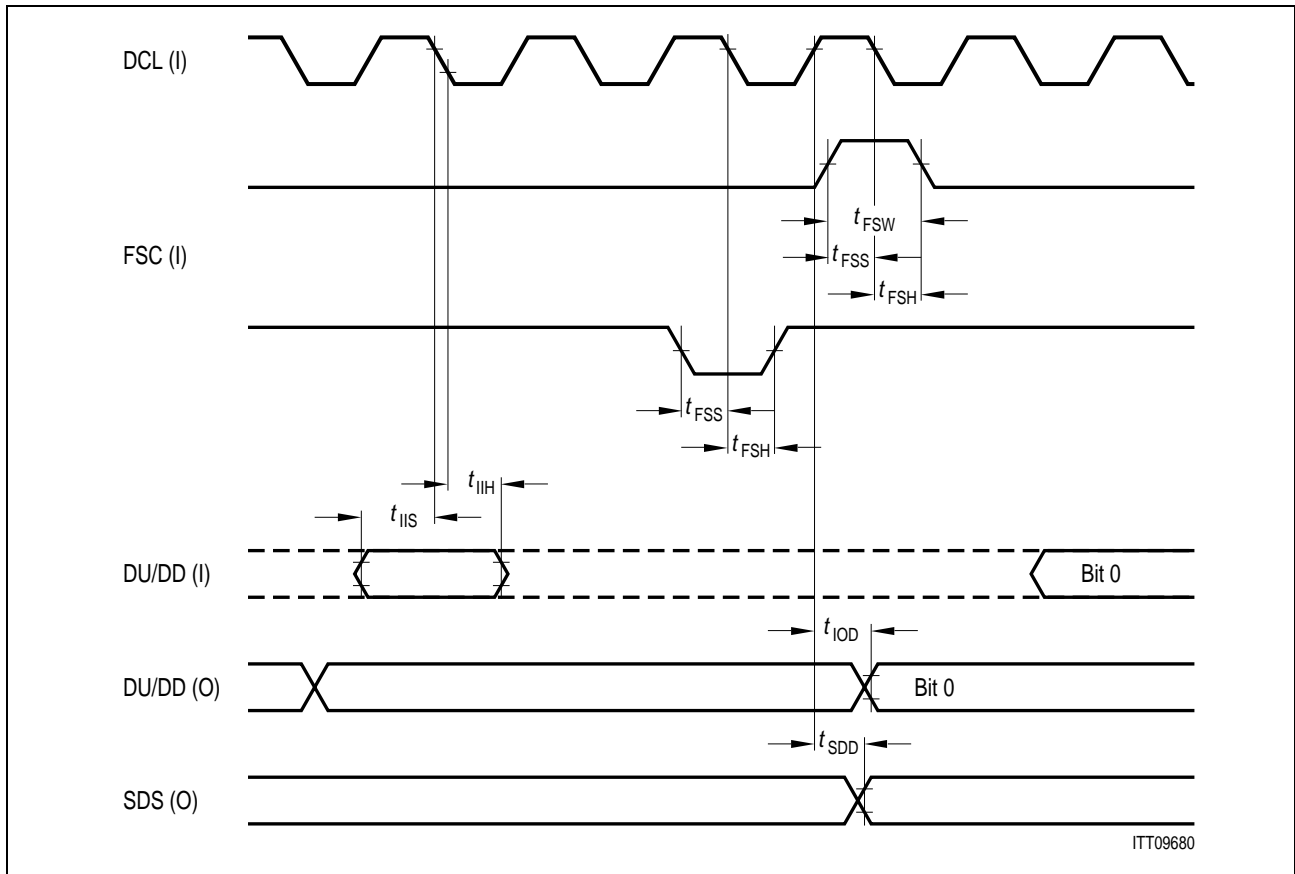 DCL (I)
t FSW
FSC (I)
t FSS
t FSH
t FSS
t FSH
t IIH
t IIS
DU/DD (I)
Bit 0
t IOD
DU/DD (O)
Bit 0
t SDD
SDS (O)
ITT09680